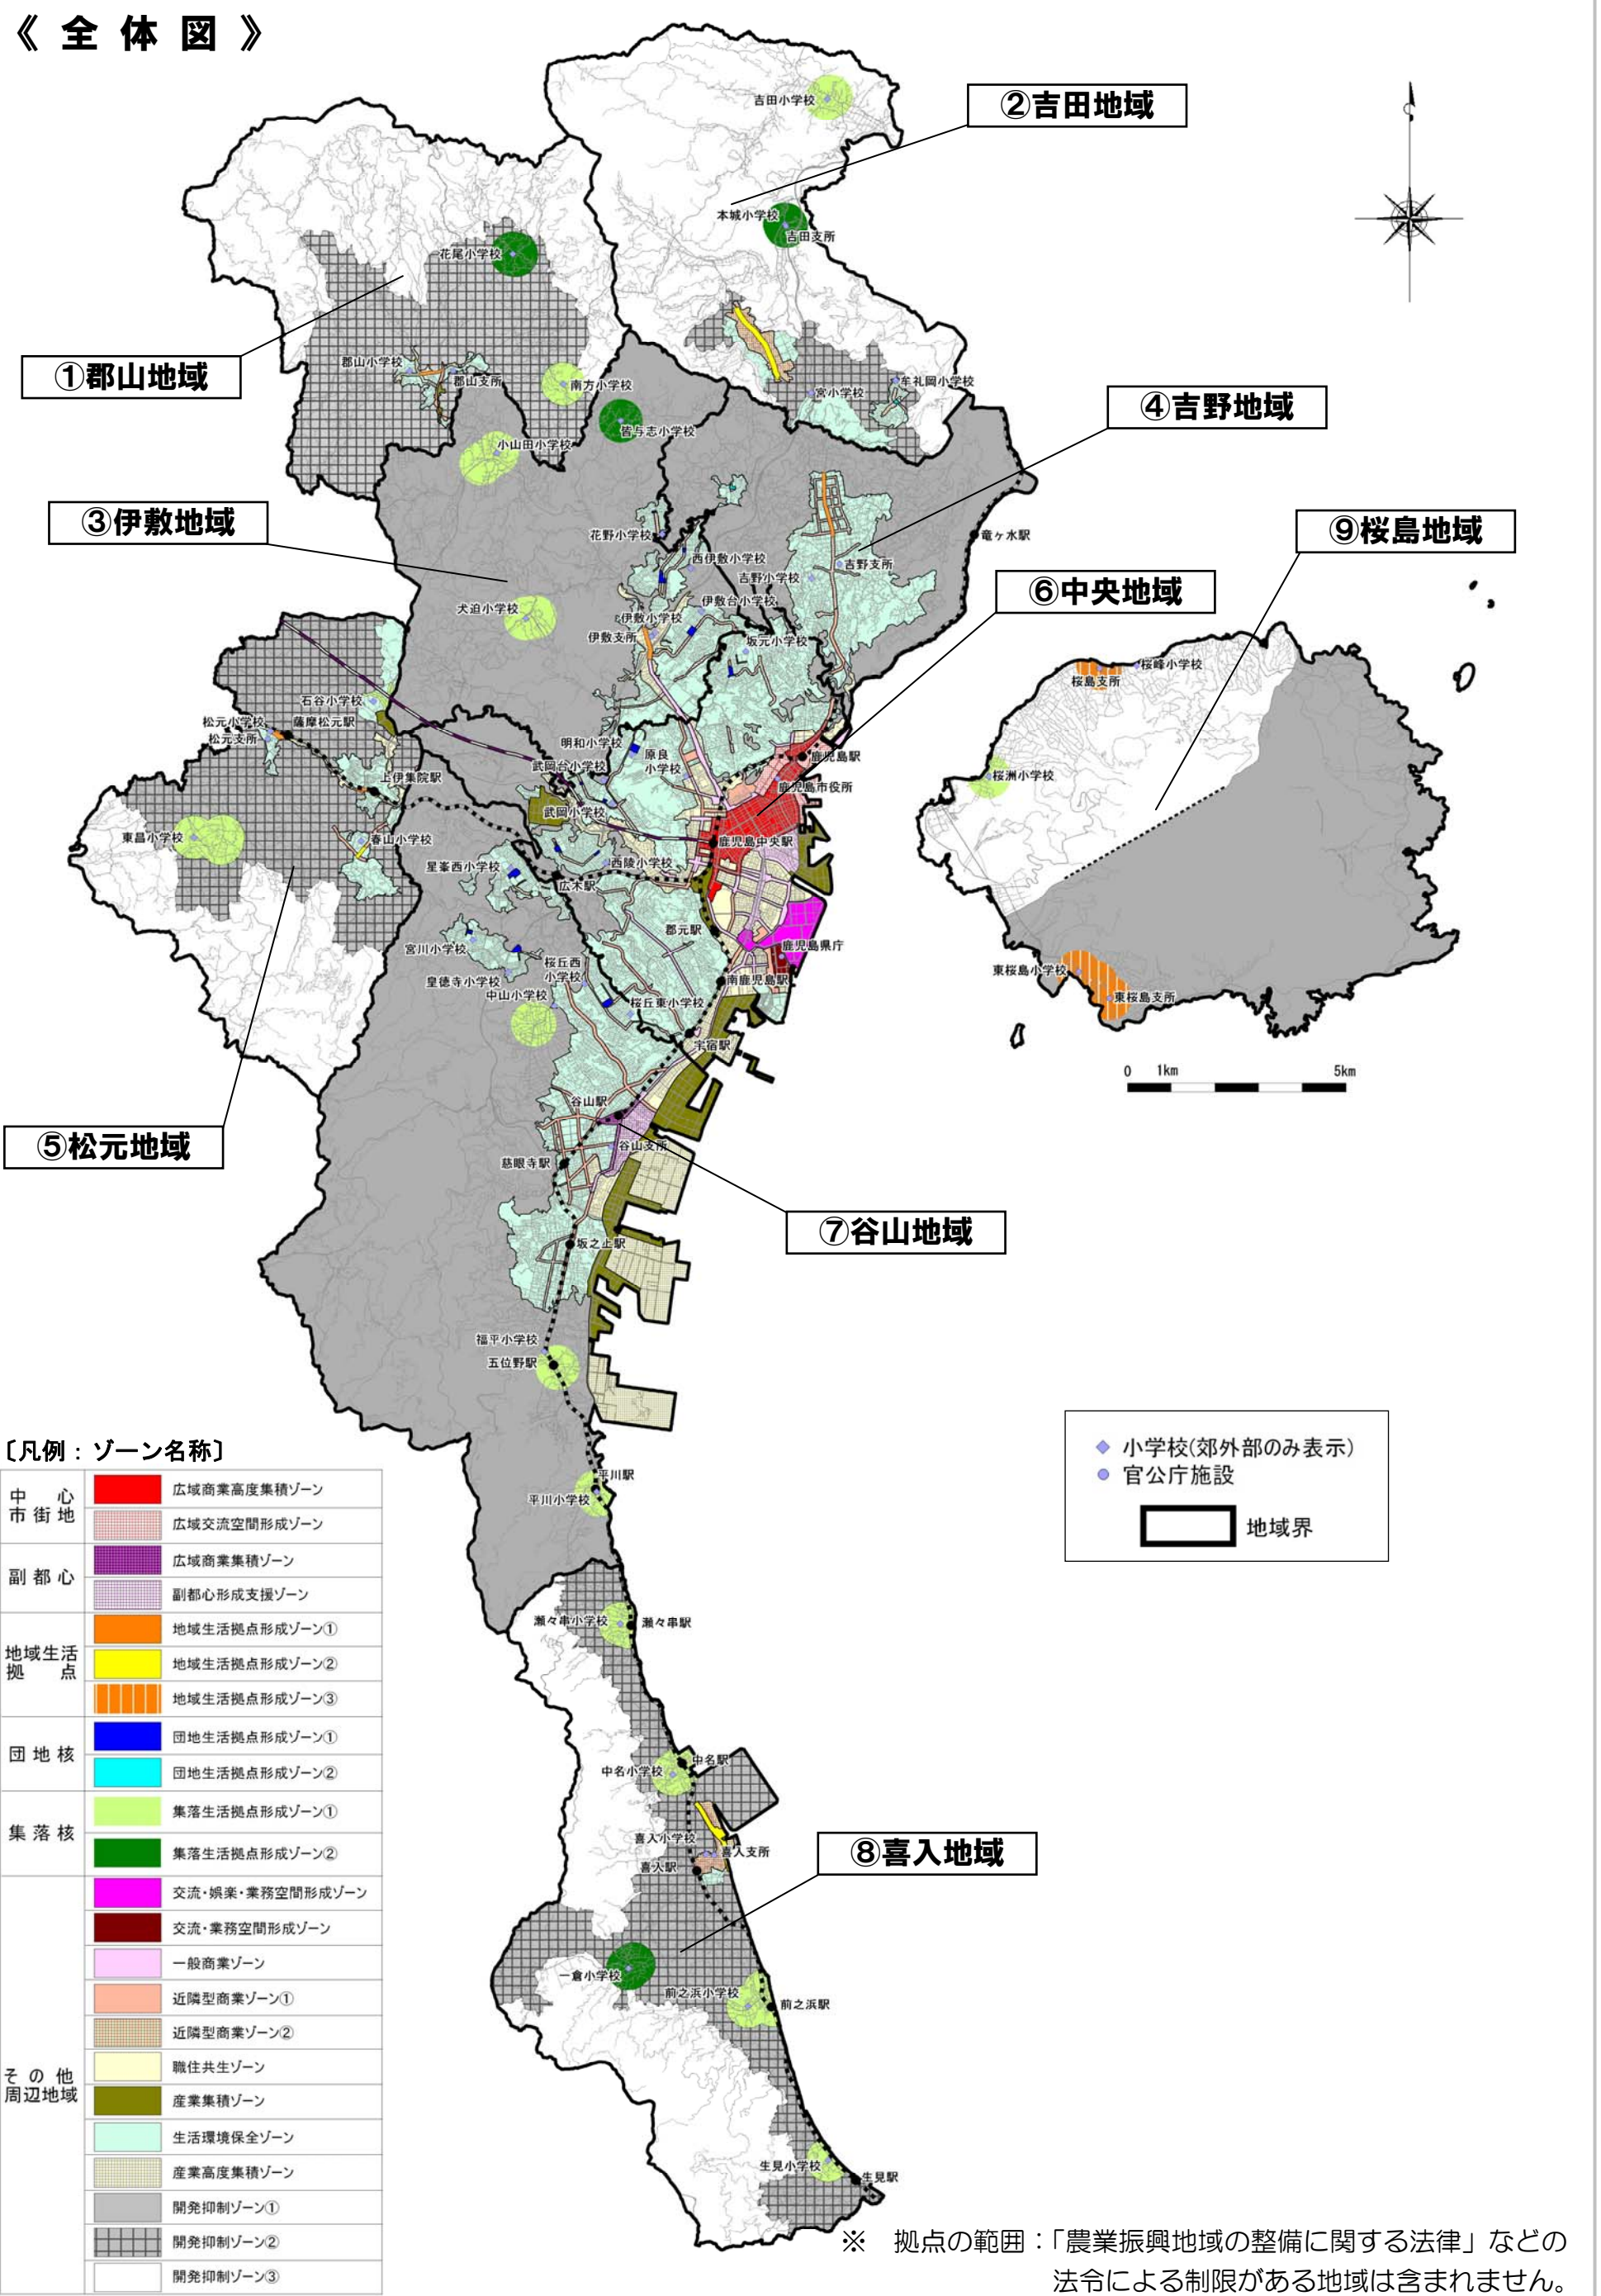 《 全 体 図 》
吉田小学校
②吉田地域
本城小学校
吉田支所
花尾小学校
①郡山地域
郡山小学校
郡山支所
南方小学校
宮小学校
牟礼岡小学校
④吉野地域
皆与志小学校
小山田小学校
③伊敷地域
花野小学校
竜ヶ水駅
⑨桜島地域
西伊敷小学校
吉野小学校
吉野支所
⑥中央地域
犬迫小学校
伊敷台小学校
伊敷小学校
伊敷支所
坂元小学校
桜峰小学校
桜島支所
石谷小学校
松元小学校
薩摩松元駅
松元支所
明和小学校
原良
小学校
鹿児島駅
武岡台小学校
上伊集院駅
桜洲小学校
鹿児島市役所
武岡小学校
東昌小学校
春山小学校
鹿児島中央駅
星峯西小学校
西陵小学校
広木駅
郡元駅
宮川小学校
鹿児島県庁
桜丘西
小学校
皇徳寺小学校
南鹿児島駅
東桜島小学校
中山小学校
桜丘東小学校
東桜島支所
宇宿駅
0 1km 5km
谷山駅
⑤松元地域
谷山支所
慈眼寺駅
⑦谷山地域
坂之上駅
福平小学校
五位野駅
平川駅
平川小学校
〔凡例：ゾーン名称〕
中 心
市 街 地
広域商業高度集積ゾーン
広域交流空間形成ゾーン
副 都 心
広域商業集積ゾーン
副都心形成支援ゾーン
地域生活
拠 点
地域生活拠点形成ゾーン①
地域生活拠点形成ゾーン②
地域生活拠点形成ゾーン③
団 地 核
団地生活拠点形成ゾーン①
団地生活拠点形成ゾーン②
集 落 核
集落生活拠点形成ゾーン①
集落生活拠点形成ゾーン②
そ の 他
周辺地域
交流・娯楽・業務空間形成ゾーン
交流・業務空間形成ゾーン
一般商業ゾーン
近隣型商業ゾーン①
近隣型商業ゾーン②
職住共生ゾーン
産業集積ゾーン
生活環境保全ゾーン
産業高度集積ゾーン
開発抑制ゾーン①
開発抑制ゾーン②
開発抑制ゾーン③
小学校(郊外部のみ表示)
官公庁施設
地域界
瀬々串小学校
瀬々串駅
中名駅
中名小学校
喜入小学校
喜入支所
喜入駅
⑧喜入地域
一倉小学校
前之浜小学校
前之浜駅
生見小学校
生見駅
※ 拠点の範囲：「農業振興地域の整備に関する法律」などの
法令による制限がある地域は含まれません。